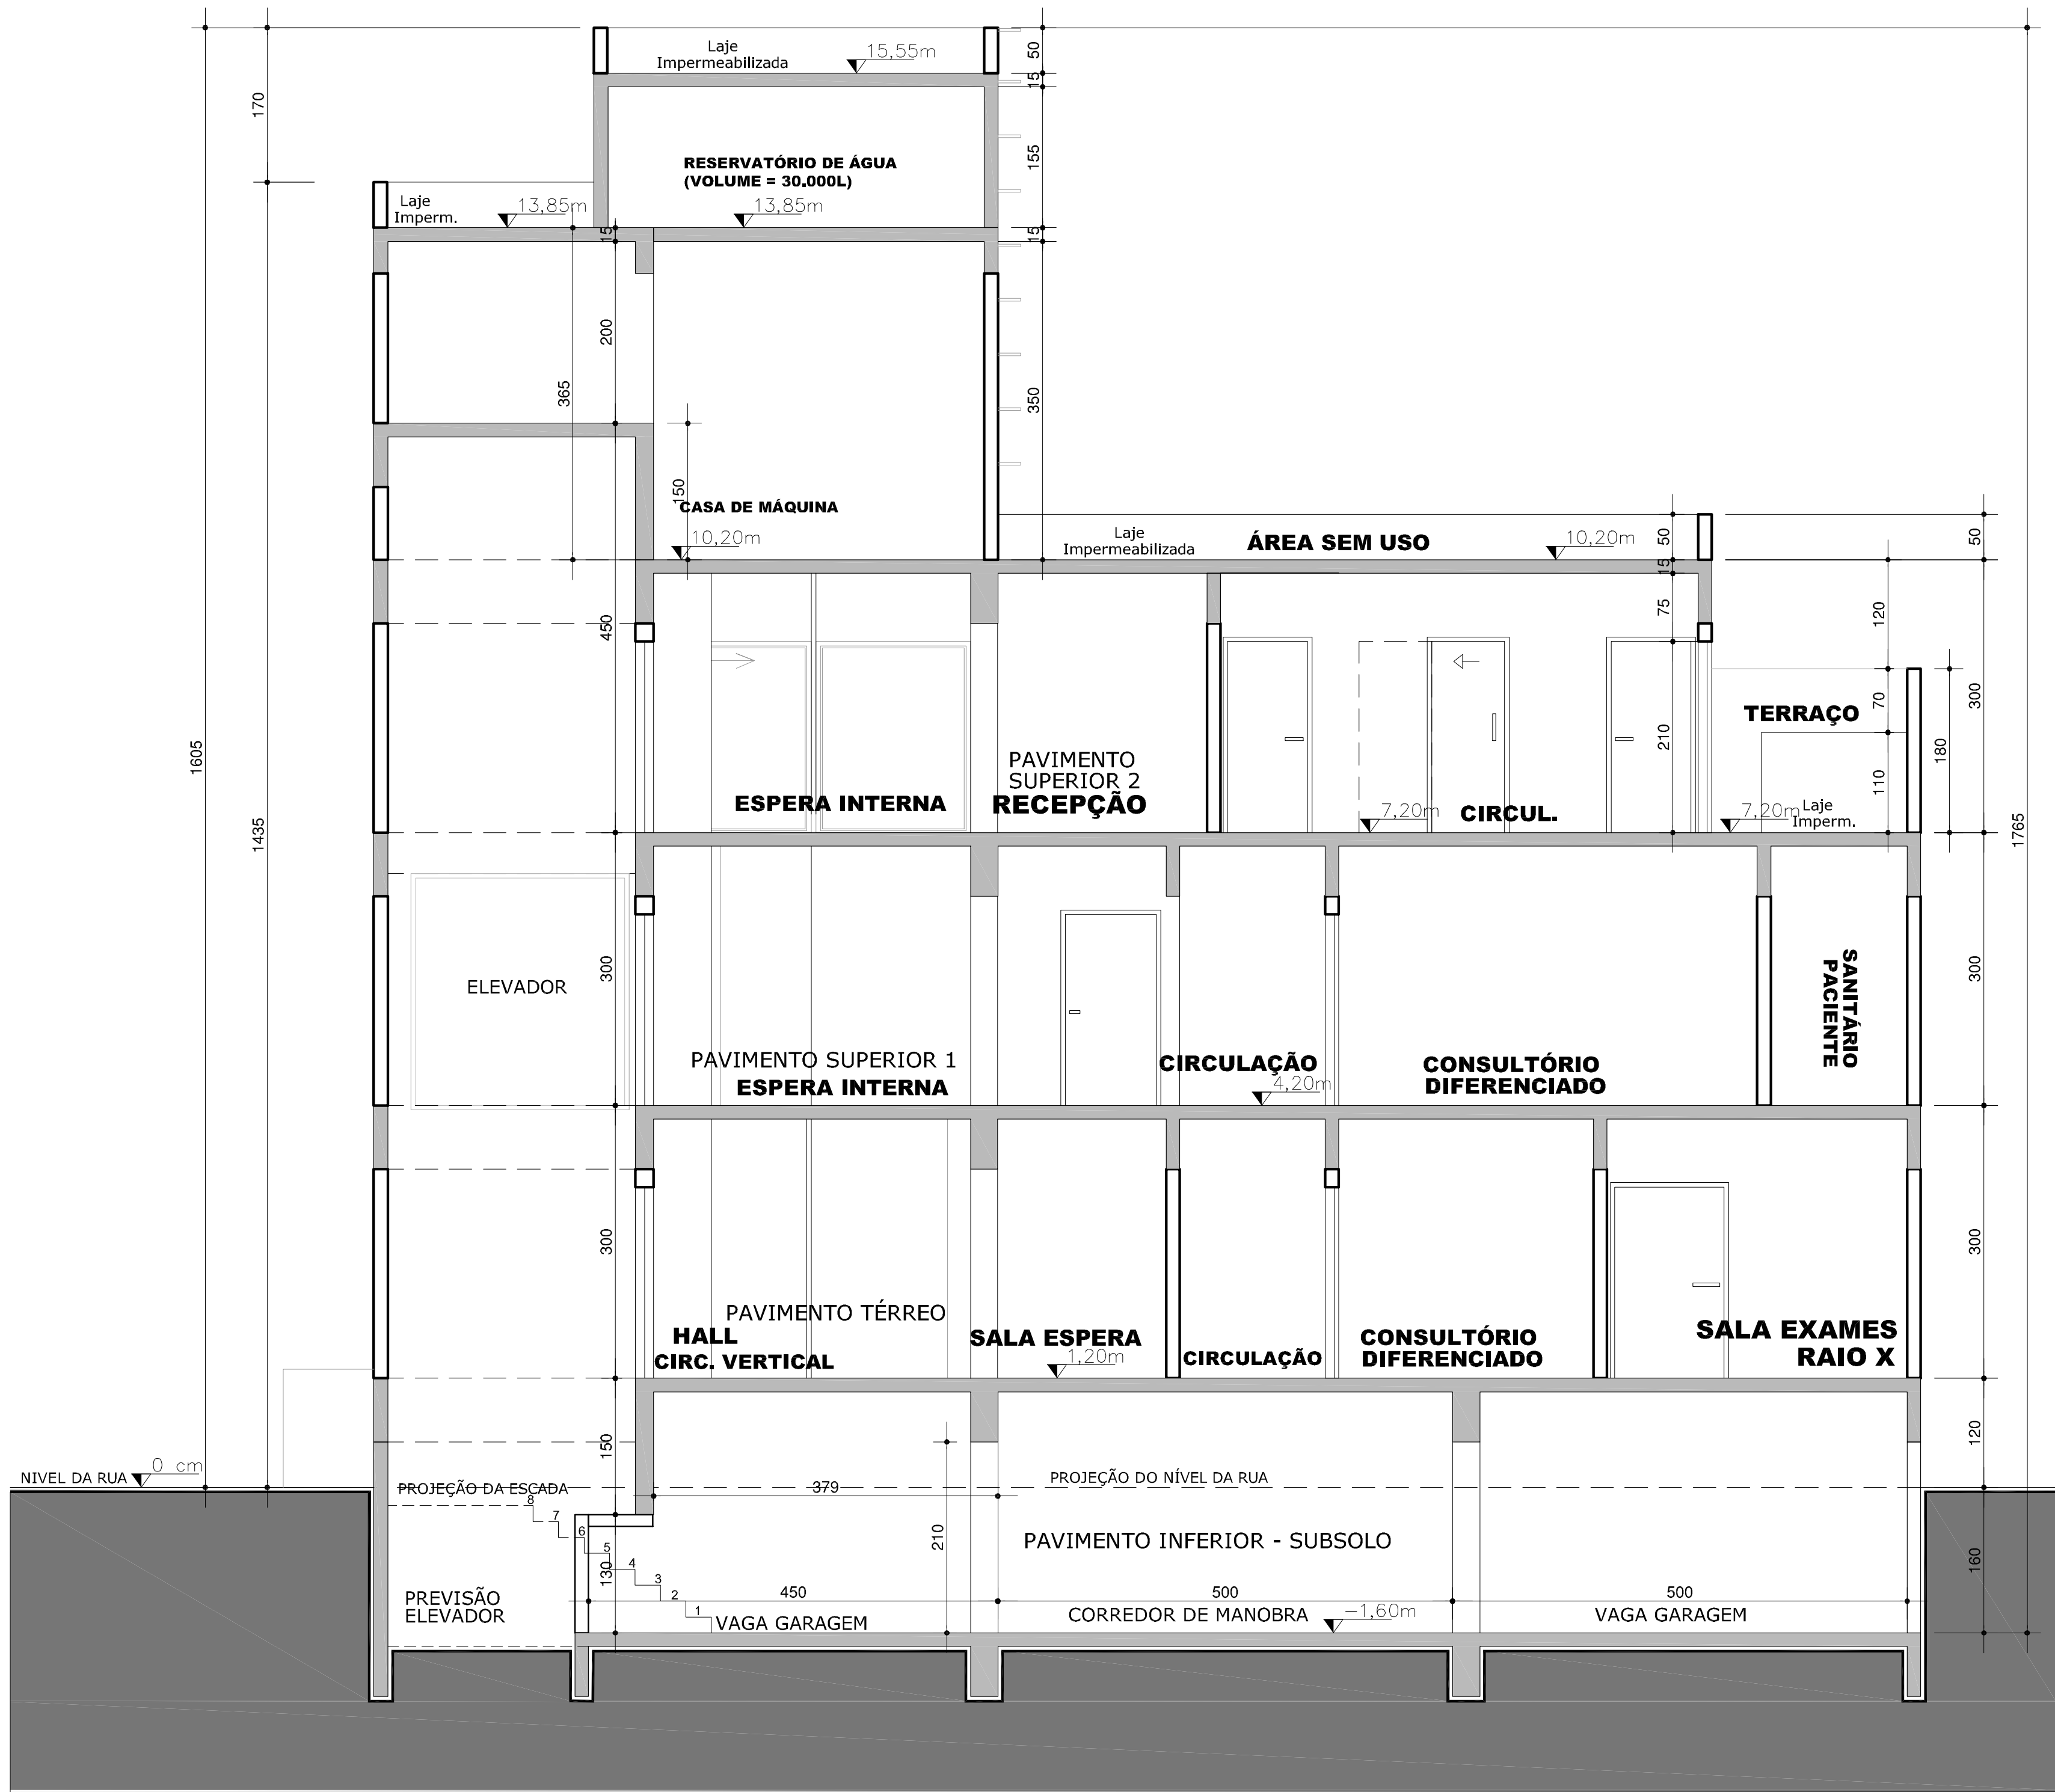 Laje
Impermeabilizada
15,55m
50
15
170
155
RESERVATÓRIO DE ÁGUA
(VOLUME = 30.000L)
Laje
Imperm.
13,85m
13,85m
15
15
200
365
350
150
CASA DE MÁQUINA
10,20m
Laje
Impermeabilizada
ÁREA SEM USO
10,20m
50
50
15
75
120
450
300
70
TERRAÇO
210
180
110
1605
1435
1765
PAVIMENTO
SUPERIOR 2
ESPERA INTERNA
RECEPÇÃO
7,20m
CIRCUL.
7,20m
Laje
Imperm.
ELEVADOR
300
300
SANITÁRIO
PACIENTE
PAVIMENTO SUPERIOR 1
ESPERA INTERNA
CIRCULAÇÃO
4,20m
CONSULTÓRIO
DIFERENCIADO
300
300
PAVIMENTO TÉRREO
HALL
CIRC. VERTICAL
SALA ESPERA
1,20m
CIRCULAÇÃO
CONSULTÓRIO
DIFERENCIADO
SALA EXAMES
RAIO X
150
120
NIVEL DA RUA
0 cm
PROJEÇÃO DA ESCADA
379
PROJEÇÃO DO NÍVEL DA RUA
8
7
6
5
4
3
2
1
210
PAVIMENTO INFERIOR - SUBSOLO
130
160
PREVISÃO
ELEVADOR
450
500
500
VAGA GARAGEM
CORREDOR DE MANOBRA
-1,60m
VAGA GARAGEM